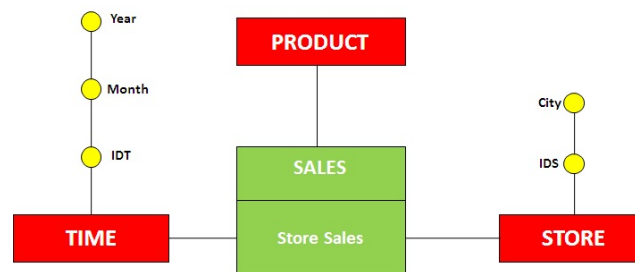 Year
PRODUCT
Month
City
IDT
SALES
IDS
TIME
Store Sales
STORE